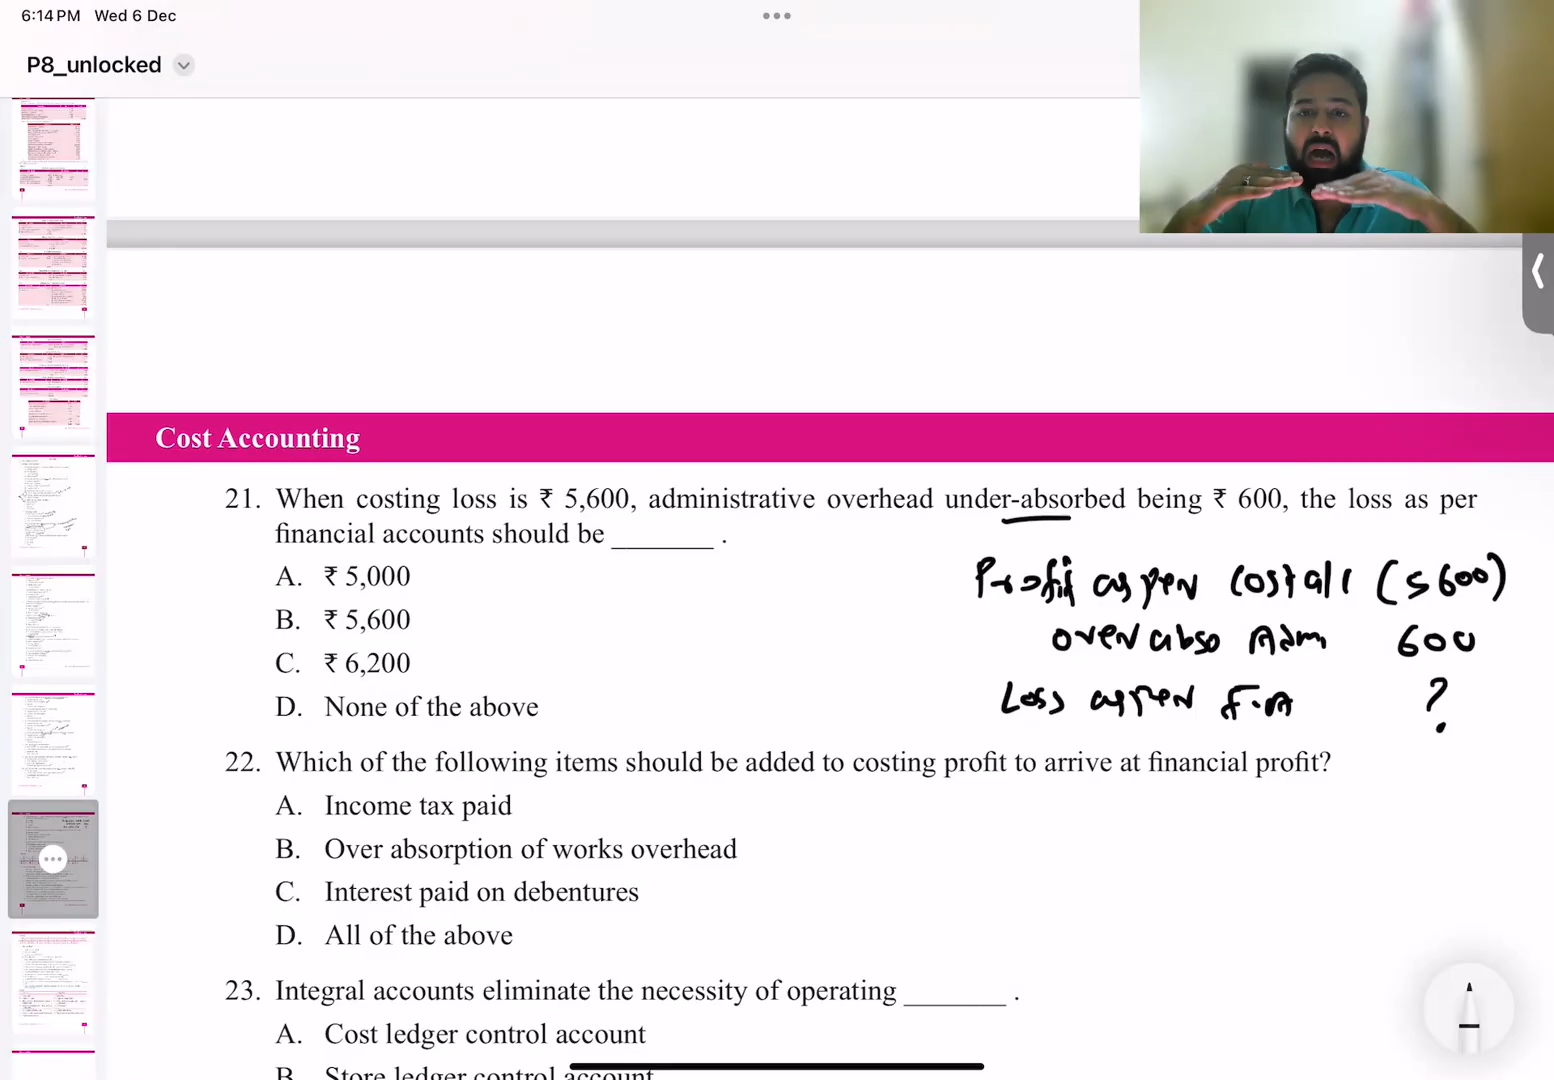 6:14 PM Wed 6 Dec
P8_unlocked
Cost Accounting
21. When costing loss is ₹ 5,600, administrative overhead under-absorbed being ₹ 600, the loss as per
financial accounts should be _______ .
A. ₹ 5,000
B. ₹ 5,600
C. ₹ 6,200
D. None of the above
Profit as per Cost a/c (5600)
over abso Adm 600
Loss as per F.A ?
22. Which of the following items should be added to costing profit to arrive at financial profit?
A. Income tax paid
B. Over absorption of works overhead
C. Interest paid on debentures
D. All of the above
23. Integral accounts eliminate the necessity of operating _______ .
A. Cost ledger control account
B. Store ledger control account